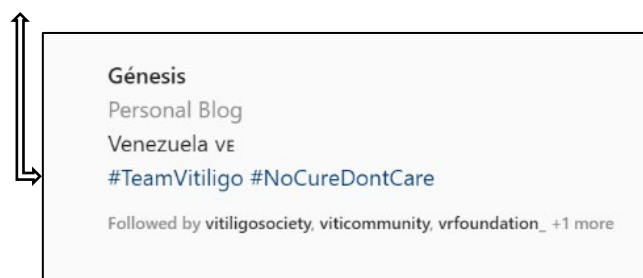 Génesis
Personal Blog
Venezuela VE
#TeamVitiligo #NoCureDontCare
Followed by vitiligosociety, viticommunity, vrfoundation_ +1 more